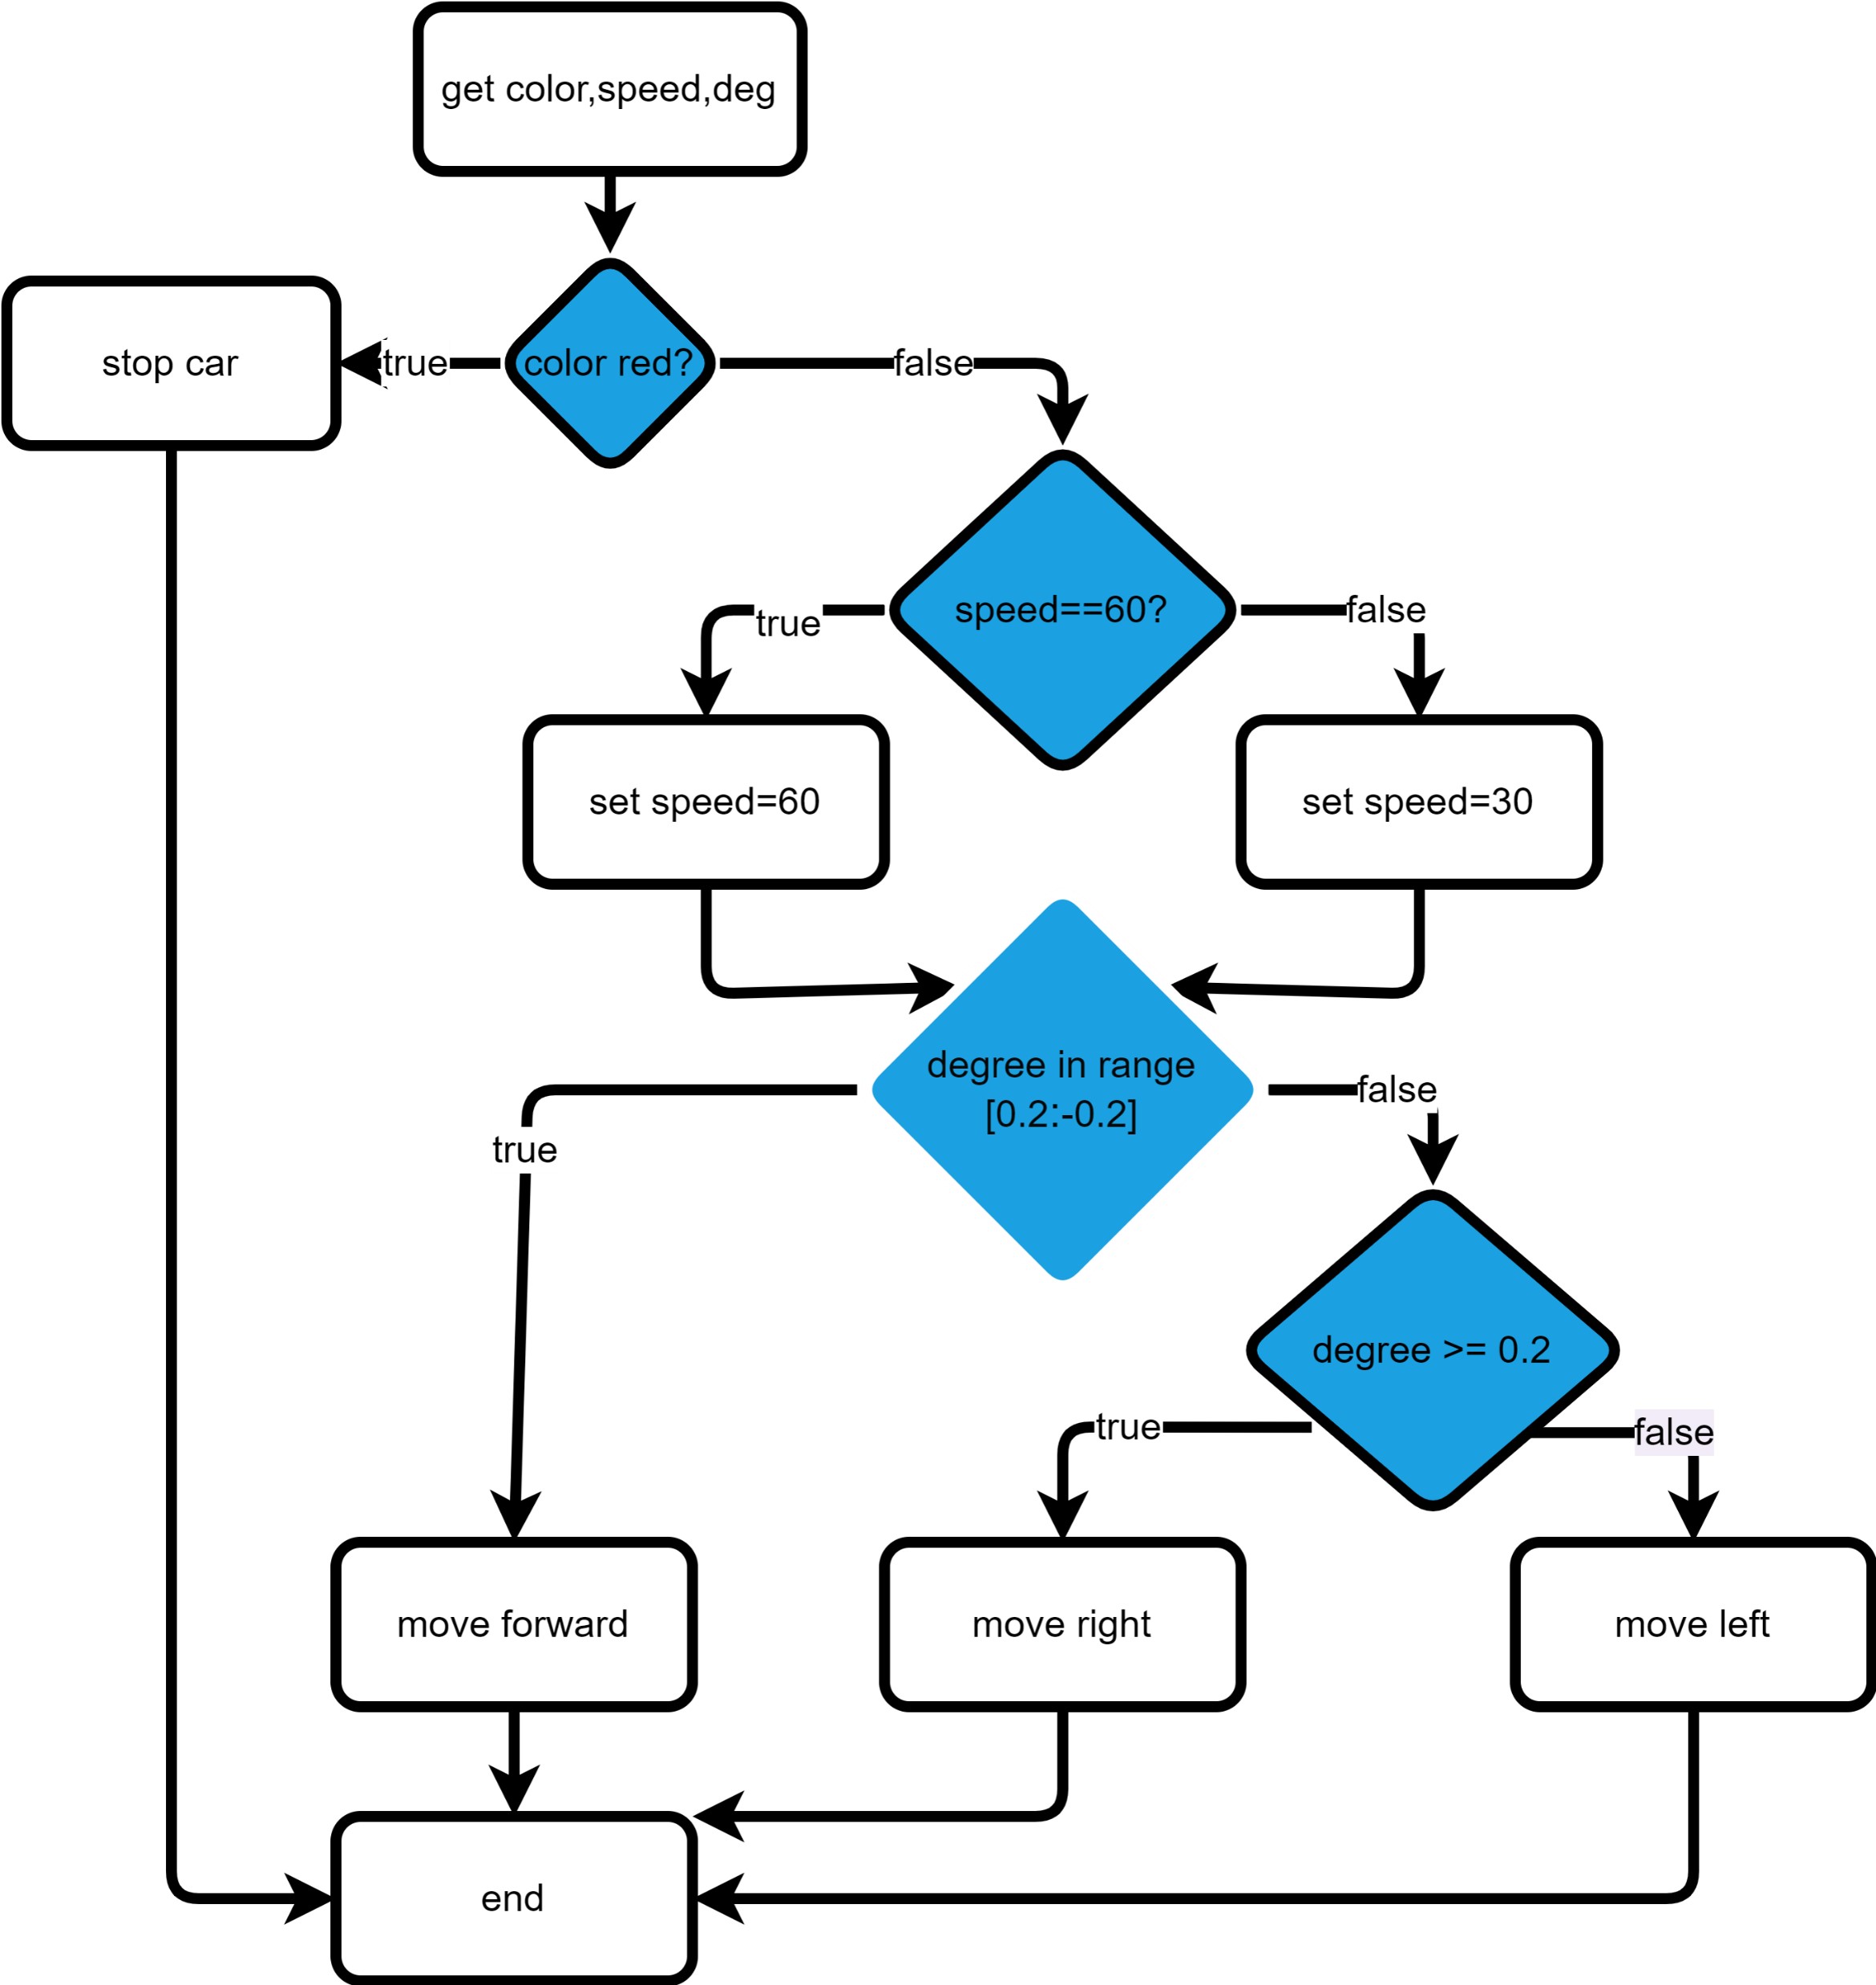 get color,speed,deg
stop car
true
color red?
false
speed==60?
true
false
set speed=60
set speed=30
degree in range
[0.2:-0.2]
false
true
degree >= 0.2
true
false
move forward
move right
move left
end